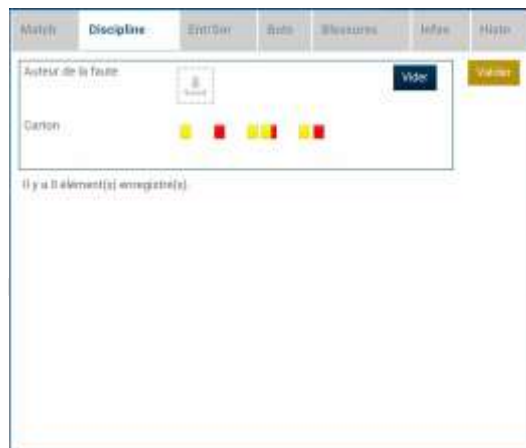 Match Discipline Entr/Sor Buts Blessures Infos Histo
Auteur de la faute
Vider
Valider
Carton
Il y a 0 élément(s) enregistré(s).